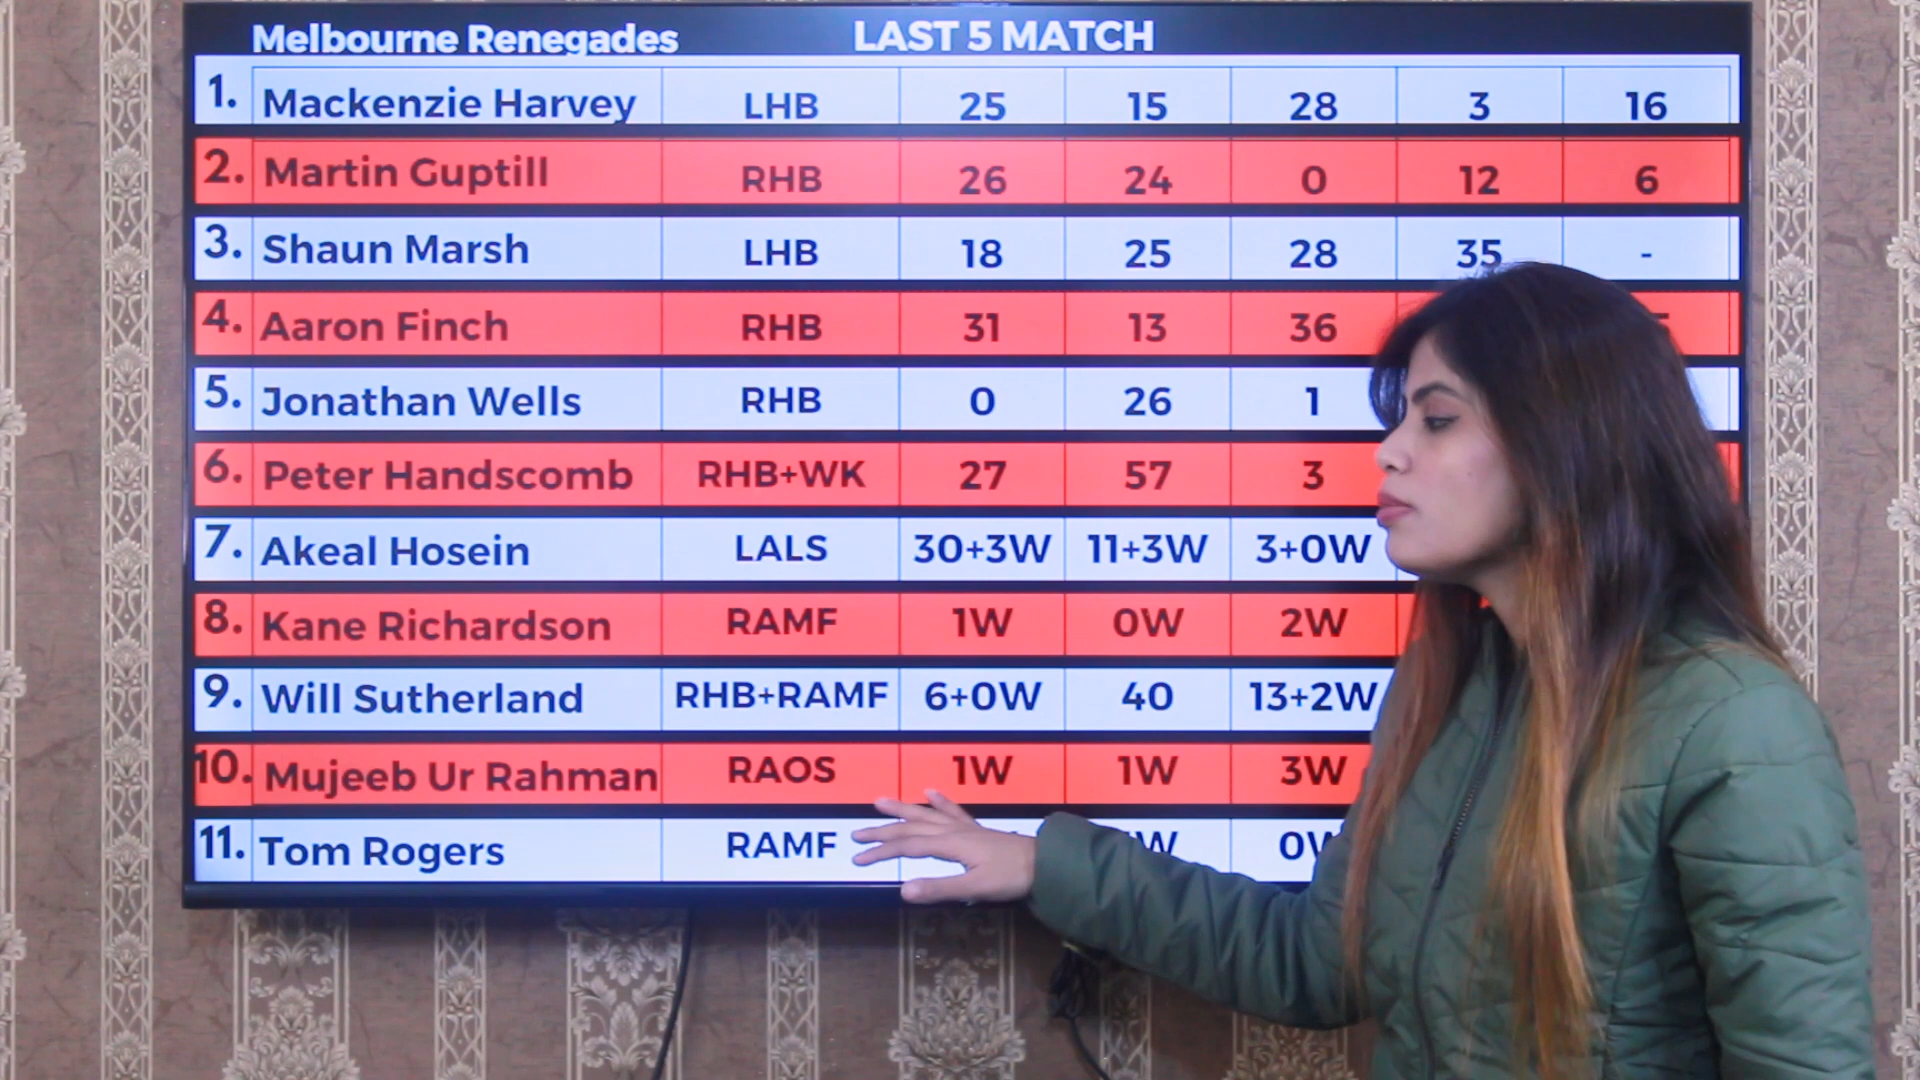 Melbourne Renegades LAST 5 MATCH
1. Mackenzie Harvey LHB 25 15 28 3 16
2. Martin Guptill RHB 26 24 0 12 6
3. Shaun Marsh LHB 18 25 28 35 -
4. Aaron Finch RHB 31 13 36
5. Jonathan Wells RHB 0 26 1
6. Peter Handscomb RHB+WK 27 57 3
7. Akeal Hosein LALS 30+3W 11+3W 3+0W
8. Kane Richardson RAMF 1W 0W 2W
9. Will Sutherland RHB+RAMF 6+0W 40 13+2W
10. Mujeeb Ur Rahman RAOS 1W 1W 3W
11. Tom Rogers RAMF